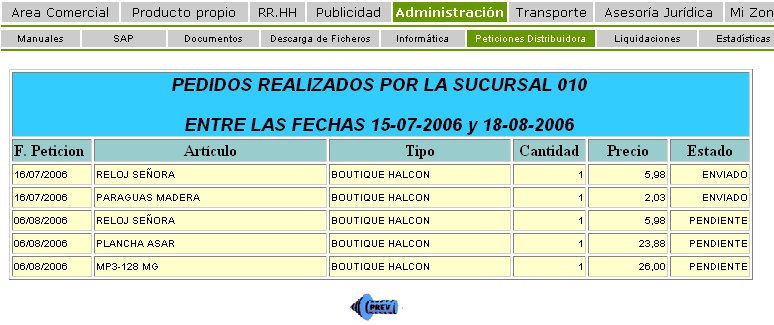 Area Comercial Producto propio RR.HH Publicidad Administración Transporte Asesoría Jurídica Mi Zon
Manuales SAP Documentos Descarga de Ficheros Informática Peticiones Distribuidora Liquidaciones Estadísticas
PEDIDOS REALIZADOS POR LA SUCURSAL 010
ENTRE LAS FECHAS 15-07-2006 y 18-08-2006
F. Peticion Artículo Tipo Cantidad Precio Estado
16/07/2006 RELOJ SEÑORA BOUTIQUE HALCON 1 5,98 ENVIADO
16/07/2006 PARAGUAS MADERA BOUTIQUE HALCON 1 2,03 ENVIADO
06/08/2006 RELOJ SEÑORA BOUTIQUE HALCON 1 5,98 PENDIENTE
06/08/2006 PLANCHA ASAR BOUTIQUE HALCON 1 23,88 PENDIENTE
06/08/2006 MP3-128 MG BOUTIQUE HALCON 1 26,00 PENDIENTE
PREV